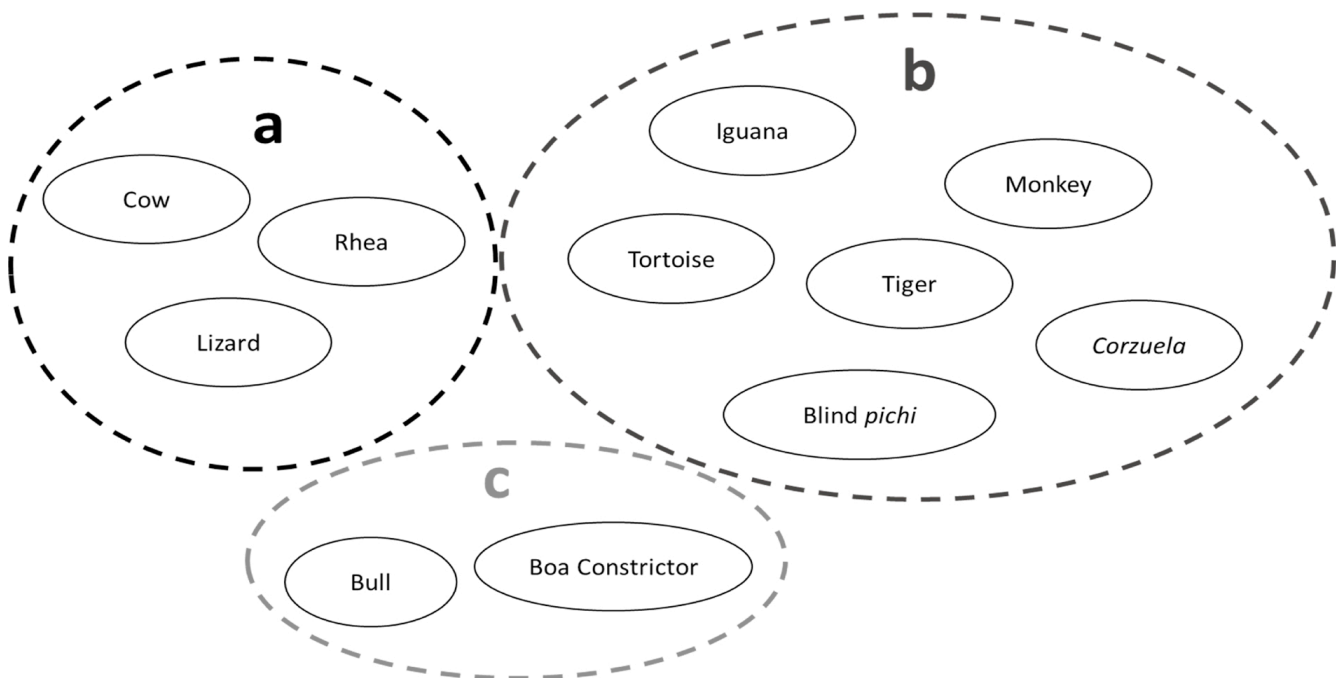 a
Cow
Rhea
Lizard
b
Iguana
Monkey
Tortoise
Tiger
Corzuela
Blind pichi
c
Bull
Boa Constrictor